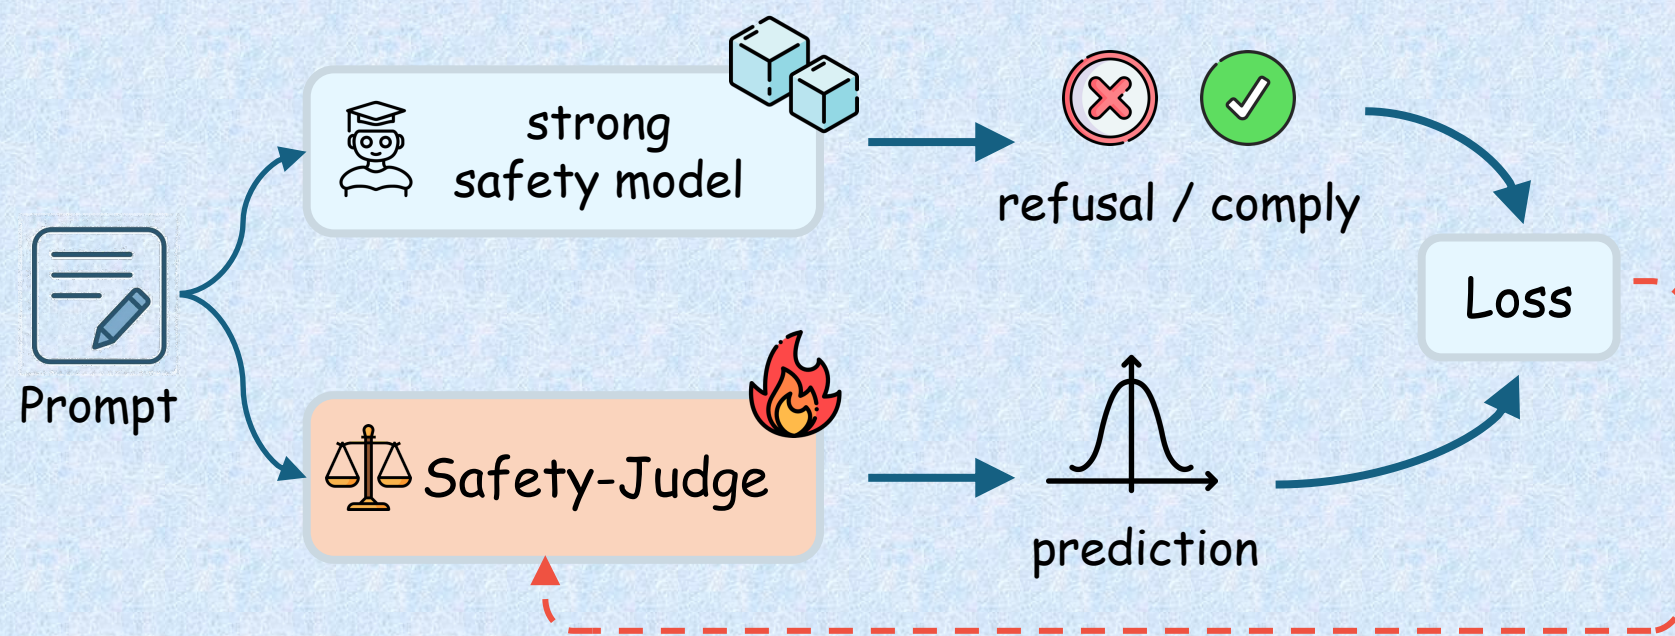 strong
safety model
refusal / comply
Prompt
Loss
Safety-Judge
prediction